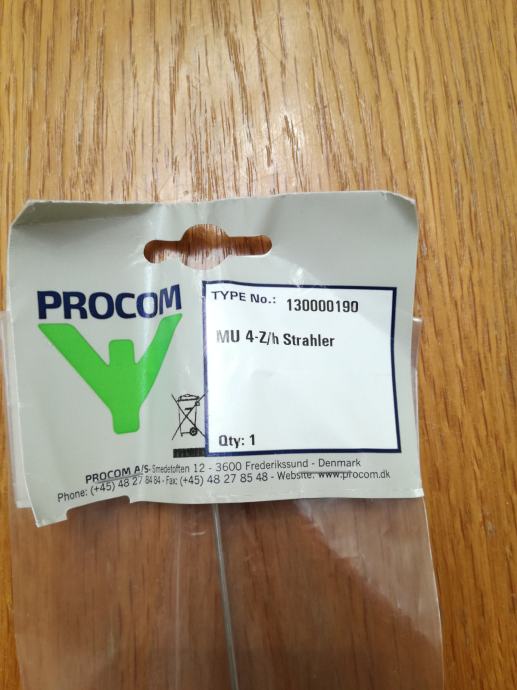 PROCOM
TYPE No.: 130000190
MU 4-Z/h Strahler
Qty: 1
PROCOM A/S - Smedetoften 12 - 3600 Frederikssund - Denmark
Phone: (+45) 48 27 84 84 - Fax: (+45) 48 27 85 48 - Website: www.procom.dk